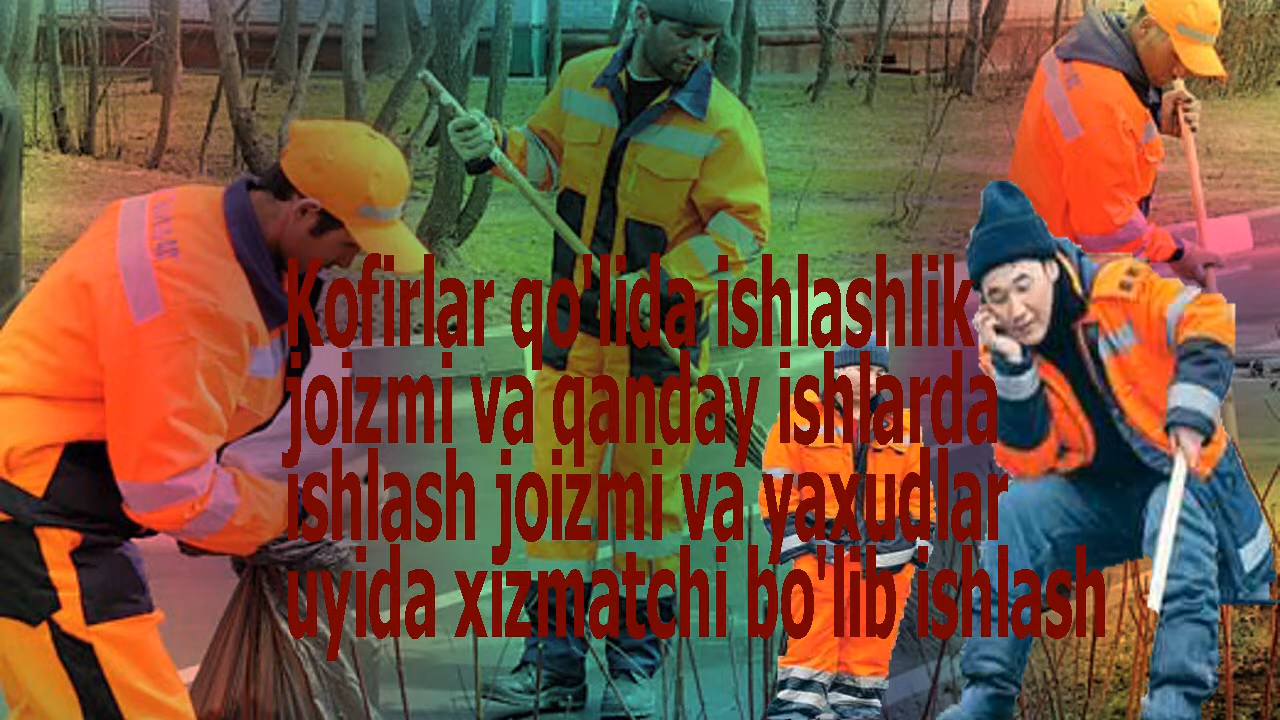 Kofirlar qo'lida ishlashlik
joizmi va qanday ishlarda
ishlash joizmi va yaxudlar
uyida xizmatchi bo'lib ishlash